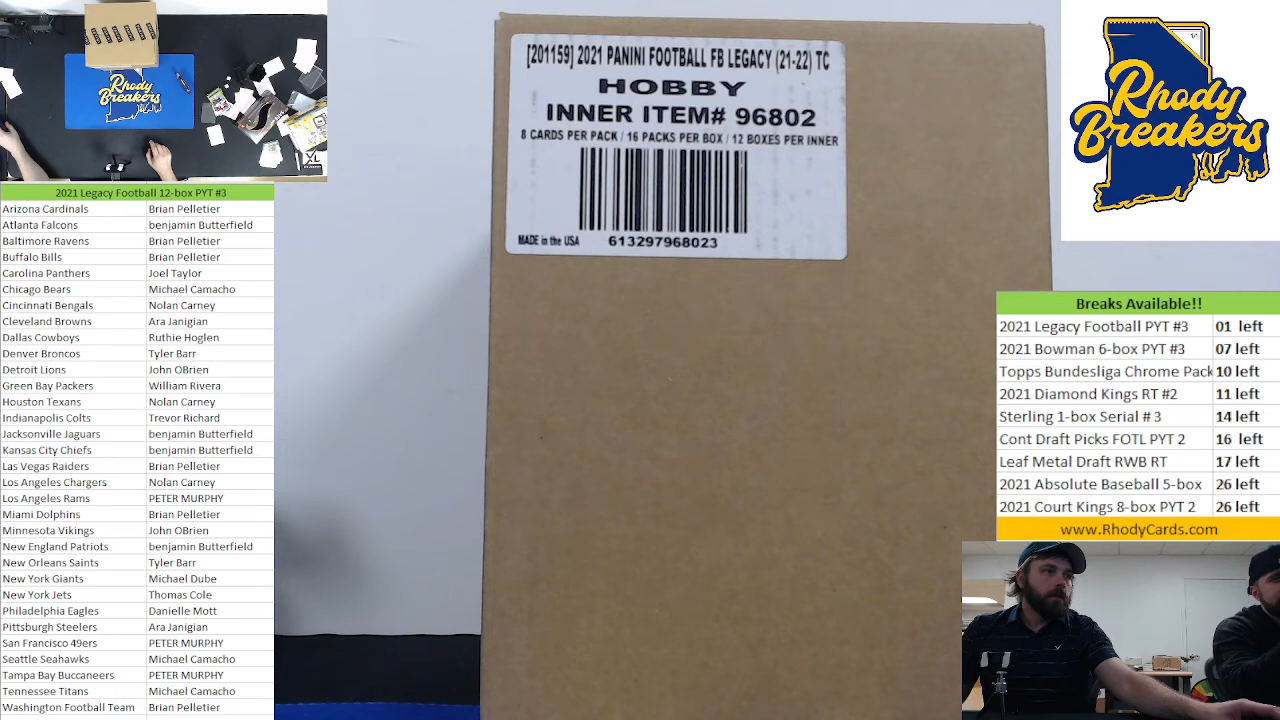 Rhody
Breakers
2021 Legacy Football 12-box PYT #3
Arizona Cardinals Brian Pelletier
Atlanta Falcons benjamin Butterfield
Baltimore Ravens Brian Pelletier
Buffalo Bills Brian Pelletier
Carolina Panthers Joel Taylor
Chicago Bears Michael Camacho
Cincinnati Bengals Nolan Carney
Cleveland Browns Ara Janigian
Dallas Cowboys Ruthie Hoglen
Denver Broncos Tyler Barr
Detroit Lions John OBrien
Green Bay Packers William Rivera
Houston Texans Nolan Carney
Indianapolis Colts Trevor Richard
Jacksonville Jaguars benjamin Butterfield
Kansas City Chiefs benjamin Butterfield
Las Vegas Raiders Brian Pelletier
Los Angeles Chargers Nolan Carney
Los Angeles Rams PETER MURPHY
Miami Dolphins Brian Pelletier
Minnesota Vikings John OBrien
New England Patriots benjamin Butterfield
New Orleans Saints Tyler Barr
New York Giants Michael Dube
New York Jets Thomas Cole
Philadelphia Eagles Danielle Mott
Pittsburgh Steelers Ara Janigian
San Francisco 49ers PETER MURPHY
Seattle Seahawks Michael Camacho
Tampa Bay Buccaneers PETER MURPHY
Tennessee Titans Michael Camacho
Washington Football Team Brian Pelletier
[201159] 2021 PANINI FOOTBALL FB LEGACY (21-22) TC
HOBBY
INNER ITEM# 96802
8 CARDS PER PACK / 16 PACKS PER BOX / 12 BOXES PER INNER
MADE in the USA 613297968023
Rhody
Breakers
Breaks Available!!
2021 Legacy Football PYT #3 01 left
2021 Bowman 6-box PYT #3 07 left
Topps Bundesliga Chrome Pack 10 left
2021 Diamond Kings RT #2 11 left
Sterling 1-box Serial # 3 14 left
Cont Draft Picks FOTL PYT 2 16 left
Leaf Metal Draft RWB RT 17 left
2021 Absolute Baseball 5-box 26 left
2021 Court Kings 8-box PYT 2 26 left
www.RhodyCards.com